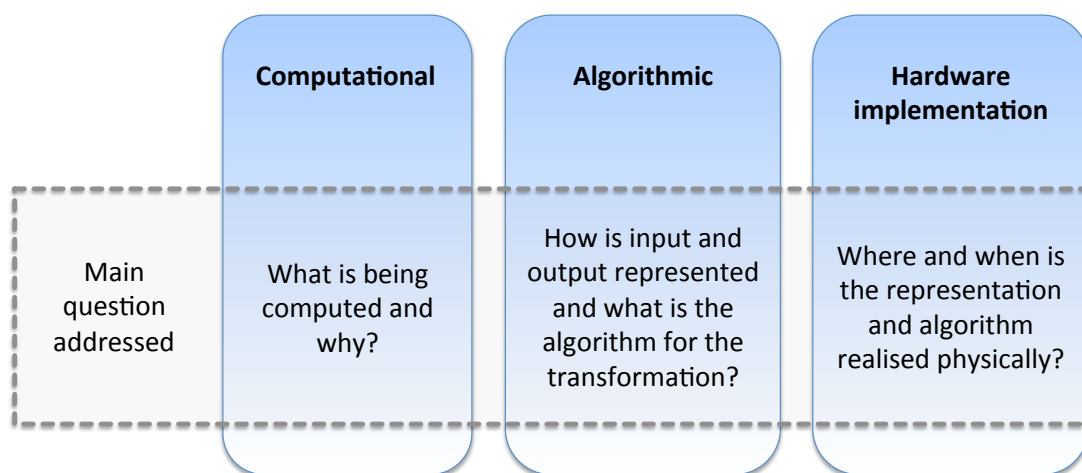 Computational
Algorithmic
Hardware
implementation
Main
question
addressed
What is being
computed and
why?
How is input and
output represented
and what is the
algorithm for the
transformation?
Where and when is
the representation
and algorithm
realised physically?